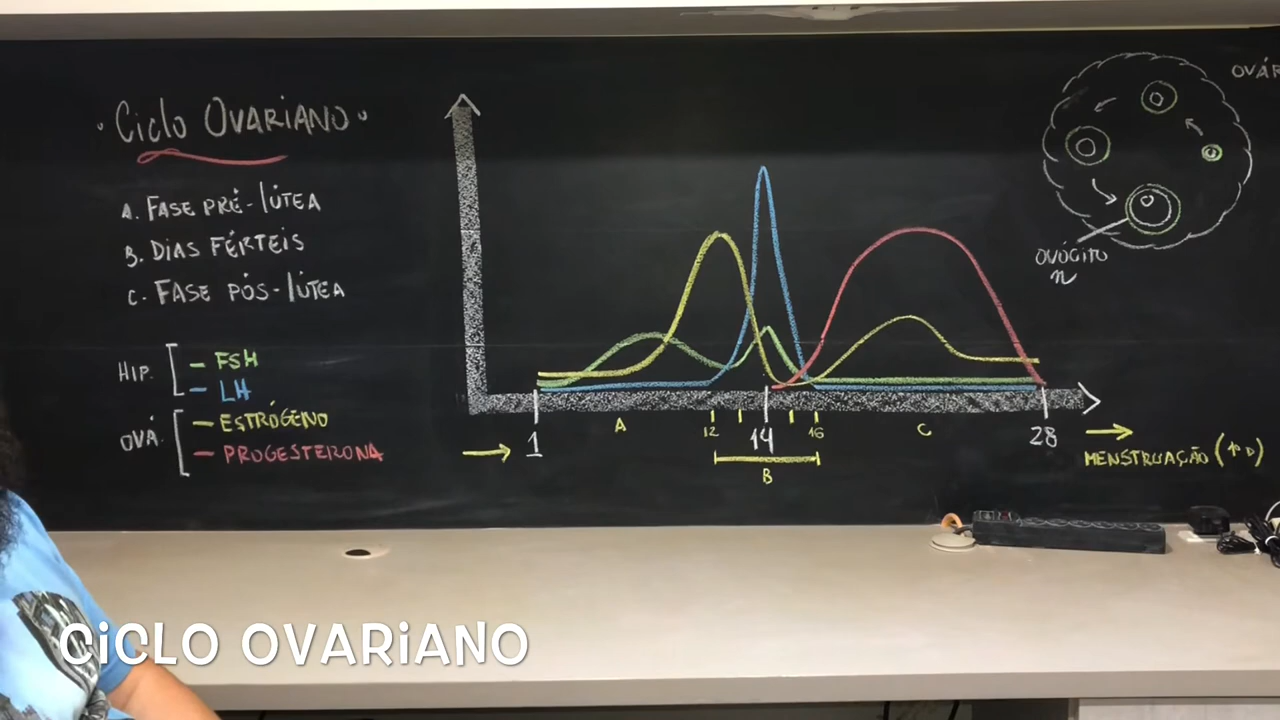 Ciclo OVARIANO
A. FASE PRÉ-LÚTEA
B. DIAS FÉRTEIS
C. FASE PÓS-LÚTEA
HIP.
FSH
LH
OVÁ.
ESTRÓGENO
PROGESTERONA
1
A
12
14
16
B
C
28
MENSTRUAÇÃO
OVÁR
OVÓCITO
n
CiCLO OVARiANO